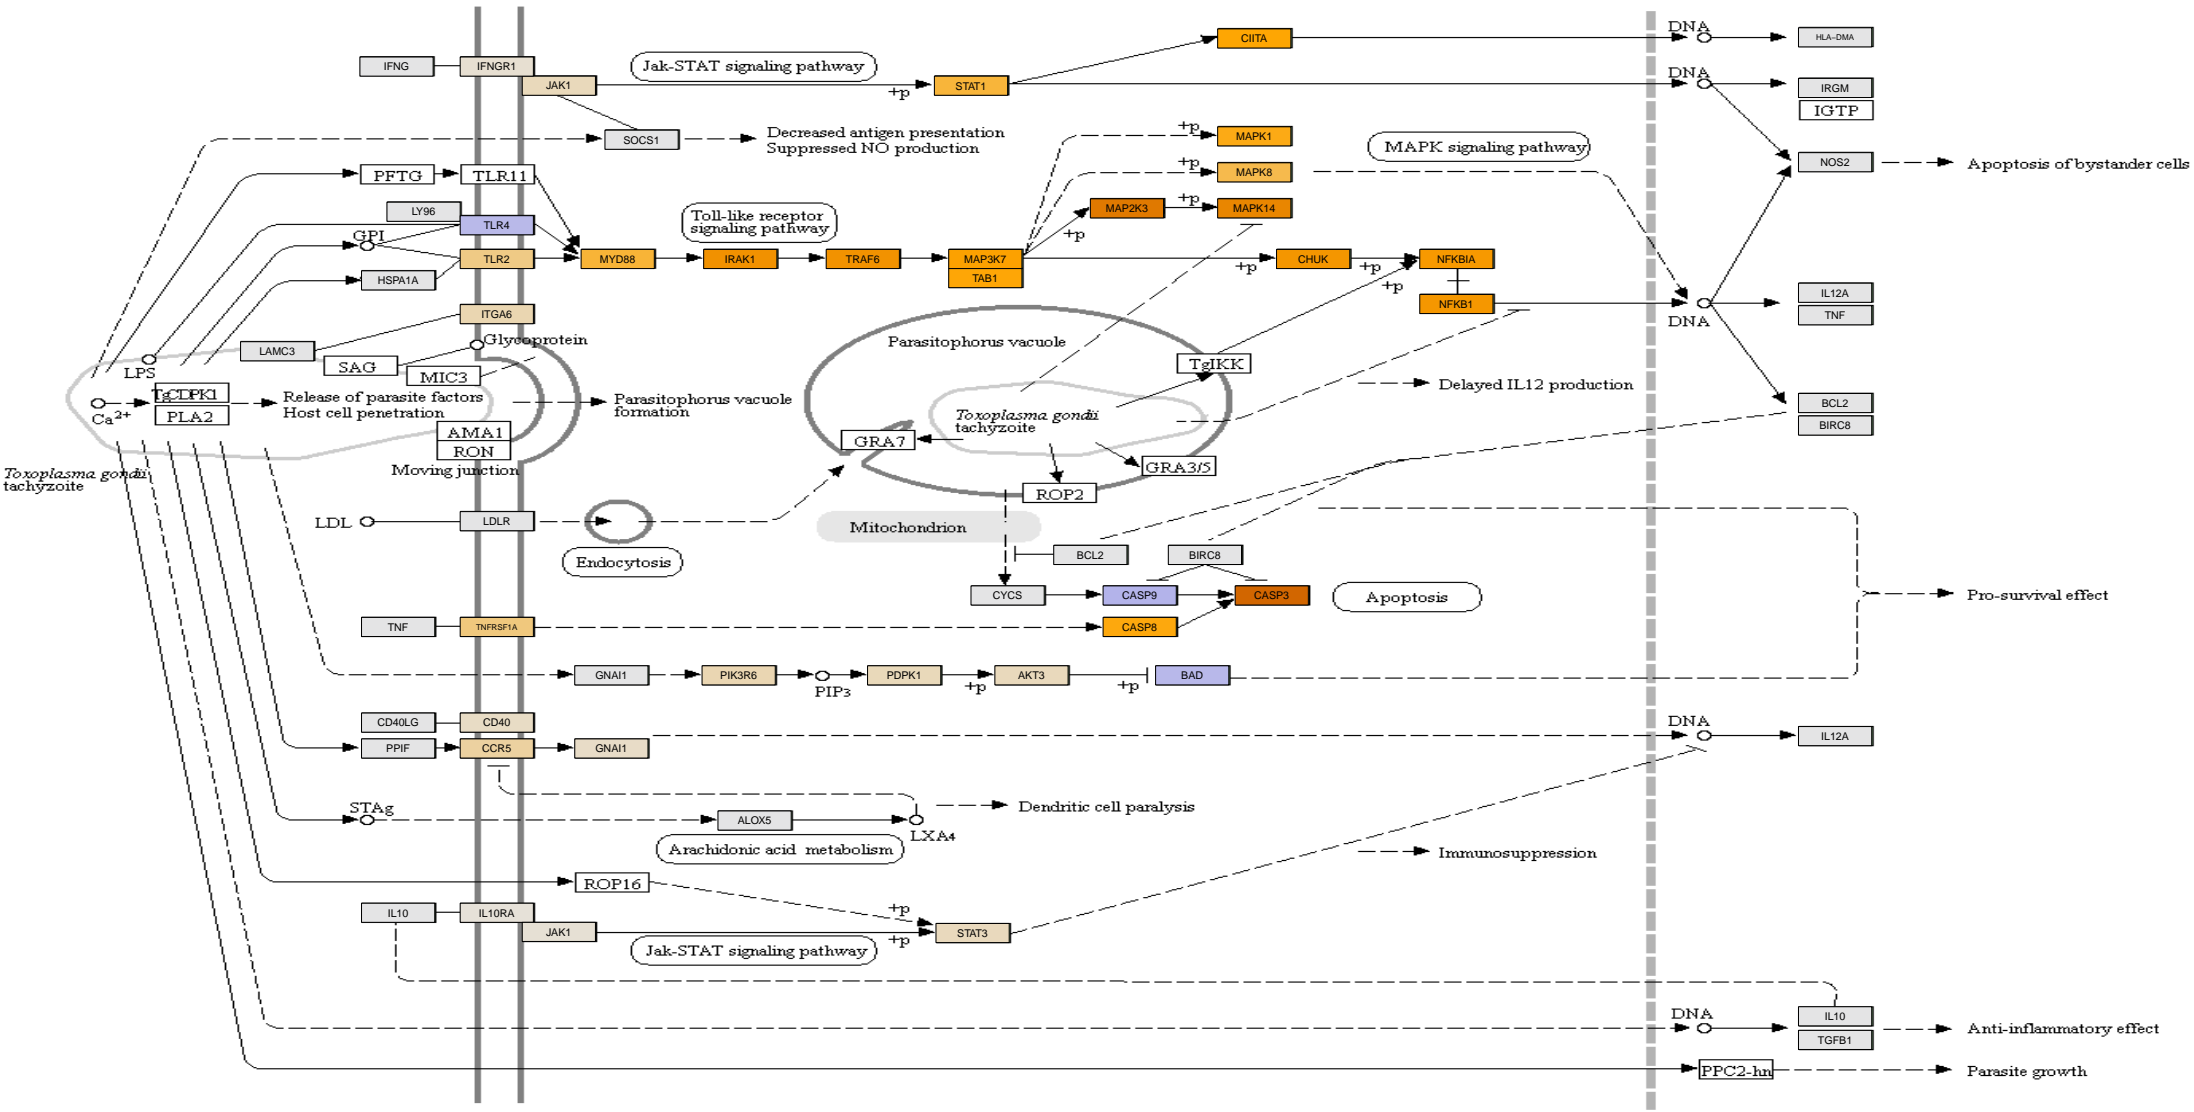 DNA
CIITA
HLA-DMA
IFNG
IFNGR1
Jak-STAT signaling pathway
DNA
JAK1
+p
STAT1
IRGM
IGTP
SOCS1
Decreased antigen presentation
Suppressed NO production
+p
MAPK1
MAPK signaling pathway
PFTG
TLR11
+p
MAPK8
NOS2
Apoptosis of bystander cells
LY96
TLR4
Toll-like receptor
signaling pathway
MAP2K3
+p
MAPK14
GPI
+p
TLR2
MYD88
IRAK1
TRAF6
MAP3K7
TAB1
+p
CHUK
+p
NFKBIA
HSPA1A
+p
IL12A
TNF
NFKB1
DNA
ITGA6
Glycoprotein
Parasitophorus vacuole
LAMC3
SAG
MIC3
TgIKK
LPS
TgCDPK1
PLA2
Ca2+
Release of parasite factors
Host cell penetration
Parasitophorus vacuole
formation
Delayed IL12 production
Toxoplasma gondii
tachyzoite
BCL2
BIRC8
AMA1
RON
Moving junction
GRA7
GRA3/5
ROP2
Toxoplasma gondii
tachyzoite
LDL
LDLR
Endocytosis
Mitochondrion
BCL2
BIRC8
CYCS
CASP9
CASP3
Apoptosis
Pro-survival effect
TNF
TNFRSF1A
CASP8
GNAI1
PIK3R6
PIP3
PDPK1
+p
AKT3
+p
BAD
CD40LG
CD40
DNA
PPIF
CCR5
GNAI1
IL12A
STAg
ALOX5
LXA4
Dendritic cell paralysis
Arachidonic acid metabolism
Immunosuppression
ROP16
+p
IL10
IL10RA
JAK1
+p
STAT3
Jak-STAT signaling pathway
DNA
IL10
TGFB1
Anti-inflammatory effect
PPC2-hn
Parasite growth